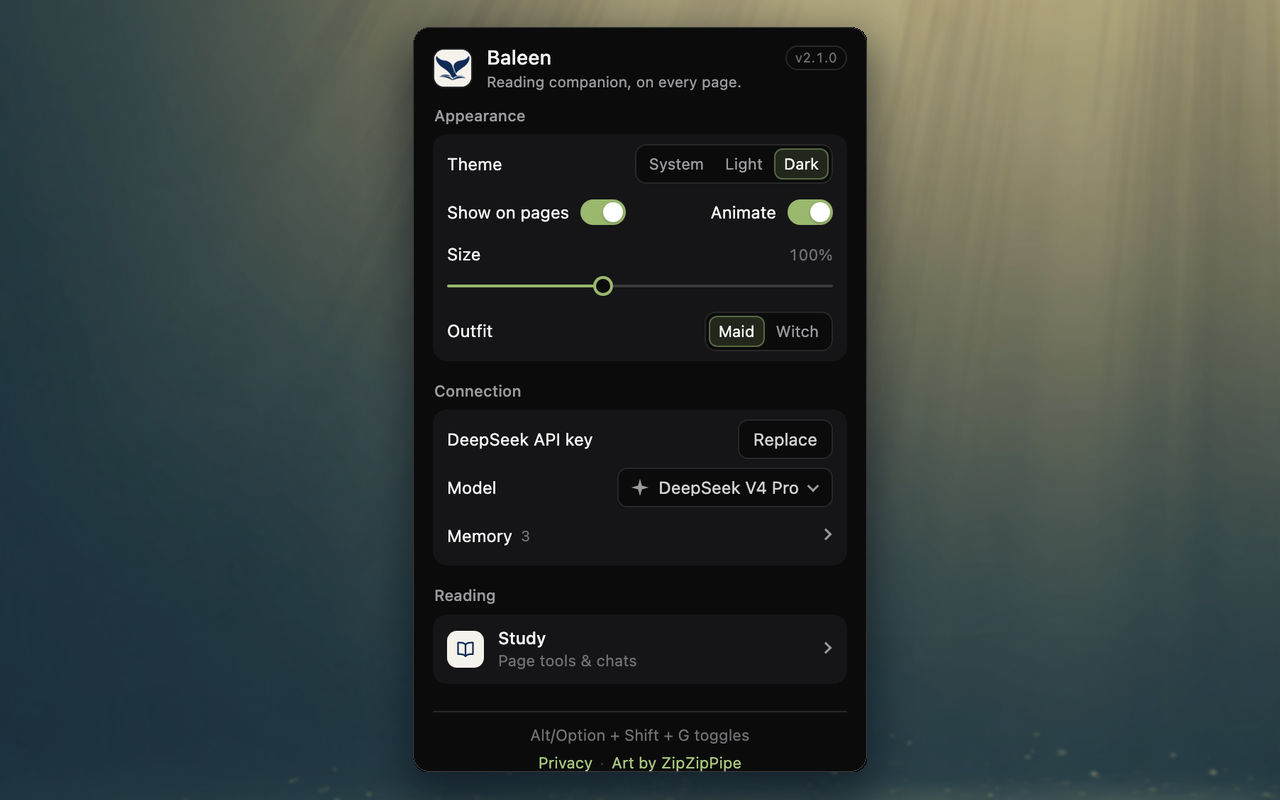 Baleen
v2.1.0
Reading companion, on every page.
Appearance
Theme
System Light Dark
Show on pages
Animate
Size
100%
Outfit
Maid Witch
Connection
DeepSeek API key
Replace
Model
DeepSeek V4 Pro
Memory 3
Reading
Study
Page tools & chats
Alt/Option + Shift + G toggles
Privacy · Art by ZipZipPipe